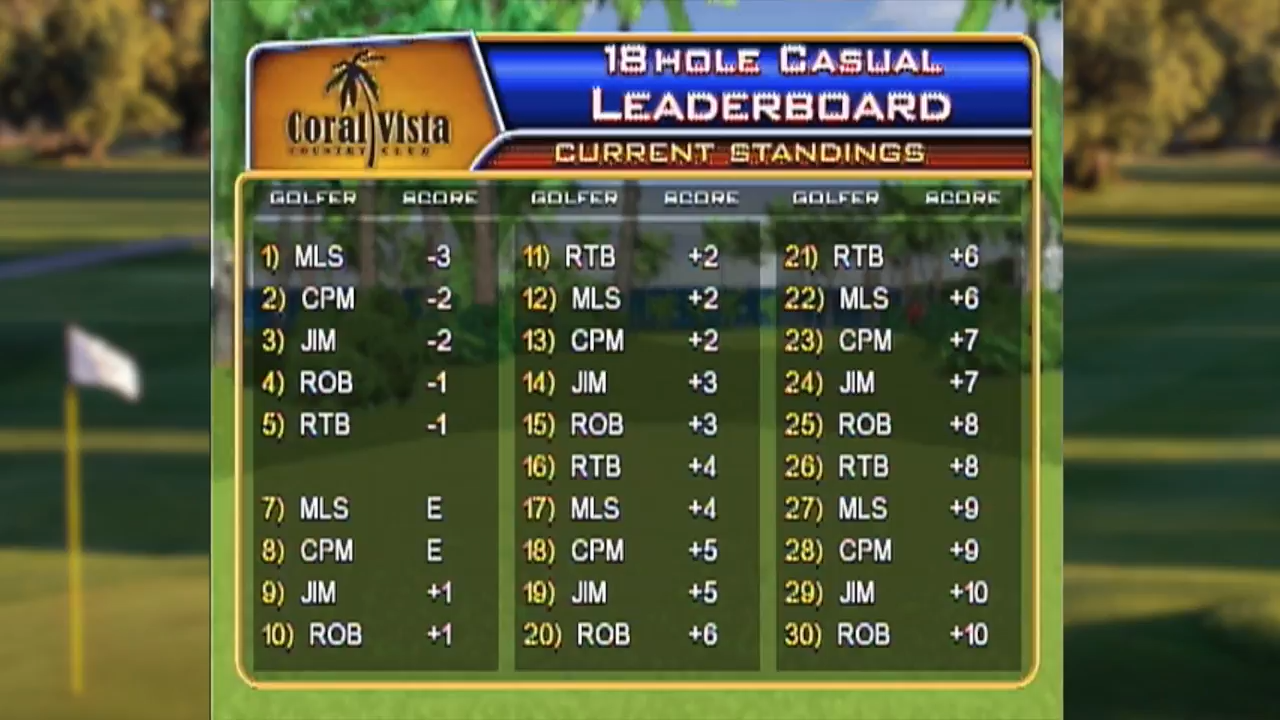 Coral Vista
COUNTRY CLUB
18 HOLE CASUAL
LEADERBOARD
CURRENT STANDINGS
GOLFER SCORE GOLFER SCORE GOLFER SCORE
1) MLS -3 11) RTB +2 21) RTB +6
2) CPM -2 12) MLS +2 22) MLS +6
3) JIM -2 13) CPM +2 23) CPM +7
4) ROB -1 14) JIM +3 24) JIM +7
5) RTB -1 15) ROB +3 25) ROB +8
16) RTB +4 26) RTB +8
7) MLS E 17) MLS +4 27) MLS +9
8) CPM E 18) CPM +5 28) CPM +9
9) JIM +1 19) JIM +5 29) JIM +10
10) ROB +1 20) ROB +6 30) ROB +10